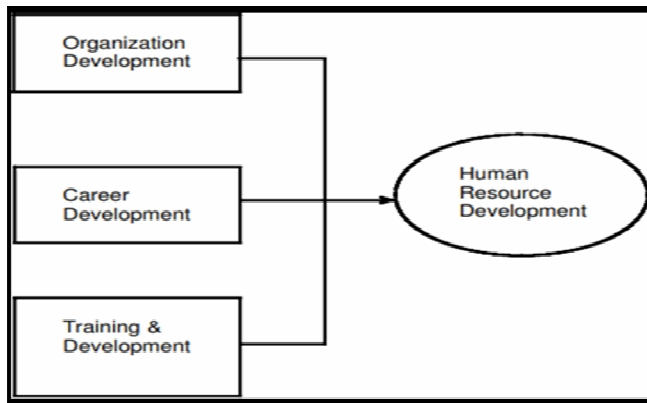 Organization
Development
Career
Development
Human
Resource
Development
Training &
Development